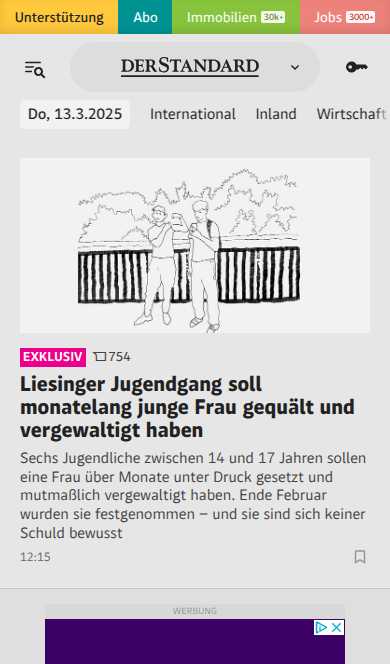 Unterstützung Abo Immobilien 30k+ Jobs 3000+
DERSTANDARD
Do, 13.3.2025 International Inland Wirtschaft
EXKLUSIV 754
Liesinger Jugendgang soll
monatelang junge Frau gequält und
vergewaltigt haben
Sechs Jugendliche zwischen 14 und 17 Jahren sollen
eine Frau über Monate unter Druck gesetzt und
mutmaßlich vergewaltigt haben. Ende Februar
wurden sie festgenommen – und sie sind sich keiner
Schuld bewusst
12:15
WERBUNG